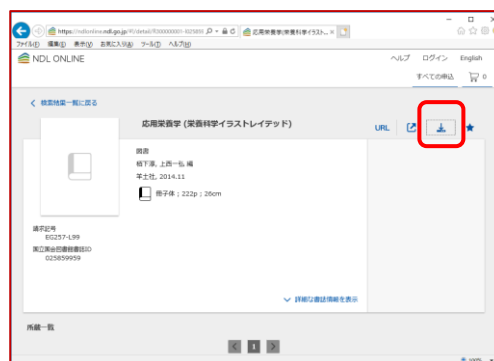 https://ndlonline.ndl.go.jp
応用栄養学(栄養科学イラスト...
ファイル(F) 編集(E) 表示(V) お気に入り(A) ツール(T) ヘルプ(H)
NDL ONLINE
ヘルプ ログイン English
すべての申込 0
検索結果一覧に戻る
応用栄養学 (栄養科学イラストレイテッド)
URL
図書
栢下淳, 上西一弘 編
羊土社, 2014.11
冊子体 ; 222p ; 26cm
請求記号
EG257-L99
国立国会図書館書誌ID
025859959
詳細な書誌情報を表示
所蔵一覧
1
100%